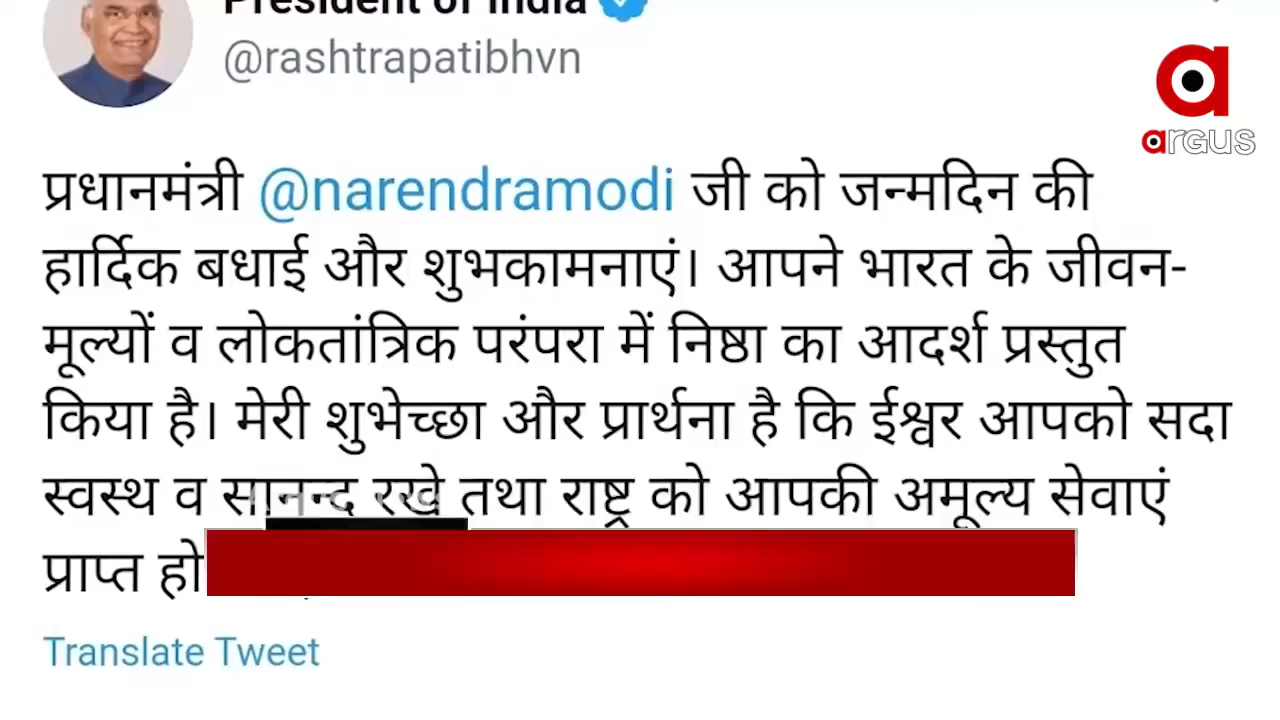 President of India
@rashtrapatibhvn
argus
प्रधानमंत्री @narendramodi जी को जन्मदिन की
हार्दिक बधाई और शुभकामनाएं। आपने भारत के जीवन-
मूल्यों व लोकतांत्रिक परंपरा में निष्ठा का आदर्श प्रस्तुत
किया है। मेरी शुभेच्छा और प्रार्थना है कि ईश्वर आपको सदा
स्वस्थ व सानन्द रखे तथा राष्ट्र को आपकी अमूल्य सेवाएं
प्राप्त हो
Translate Tweet